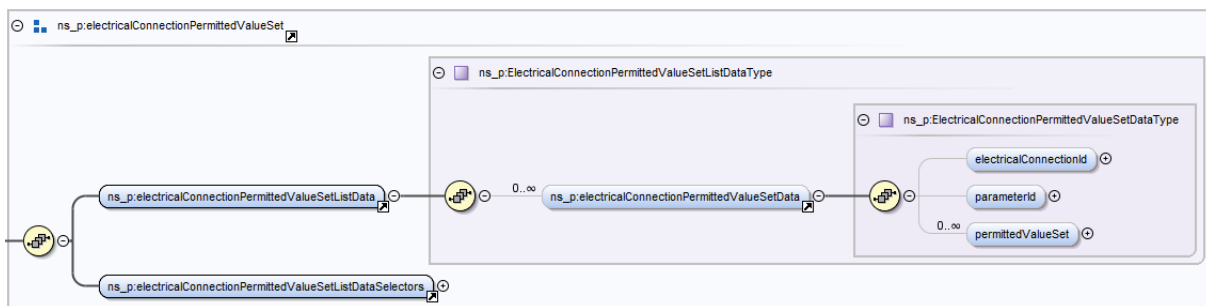 ns_p:electricalConnectionPermittedValueSet
ns_p:ElectricalConnectionPermittedValueSetListDataType
ns_p:ElectricalConnectionPermittedValueSetDataType
electricalConnectionId
ns_p:electricalConnectionPermittedValueSetListData
0..∞
ns_p:electricalConnectionPermittedValueSetData
parameterId
0..∞
permittedValueSet
ns_p:electricalConnectionPermittedValueSetListDataSelectors